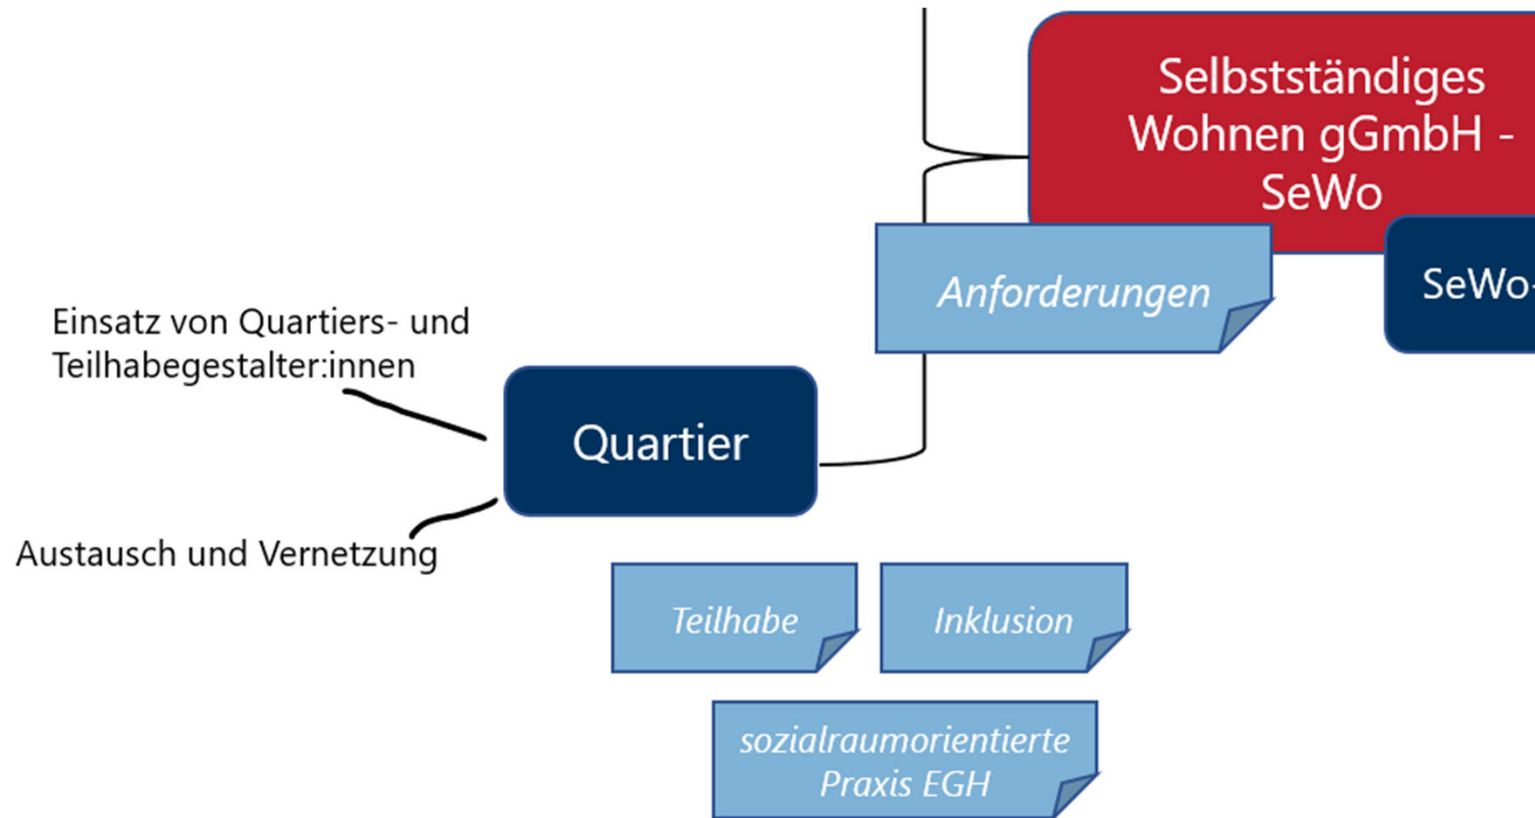 Selbstständiges
Wohnen gGmbH -
SeWo
Anforderungen
SeWo-
Einsatz von Quartiers- und
Teilhabegestalter:innen
Quartier
Austausch und Vernetzung
Teilhabe
Inklusion
sozialraumorientierte
Praxis EGH